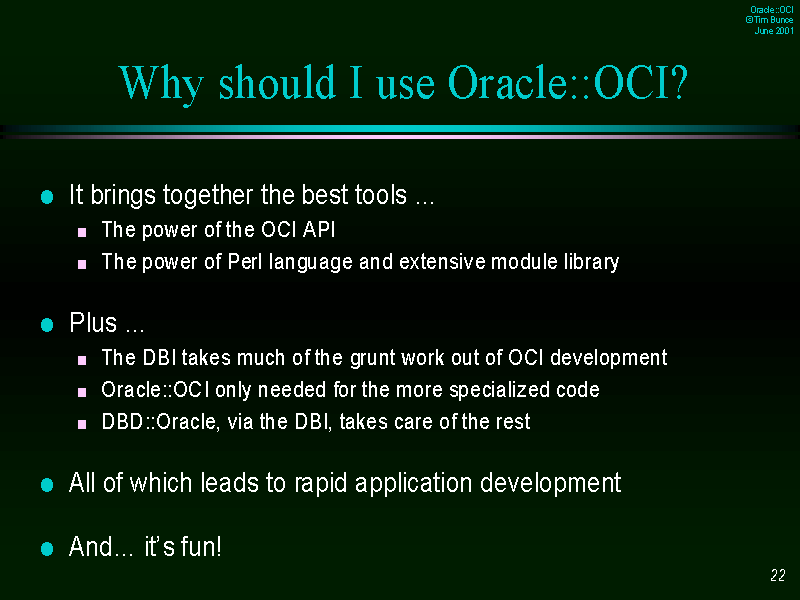 Oracle::OCI
©Tim Bunce
June 2001
Why should I use Oracle::OCI?
It brings together the best tools ...
The power of the OCI API
The power of Perl language and extensive module library
Plus ...
The DBI takes much of the grunt work out of OCI development
Oracle::OCI only needed for the more specialized code
DBD::Oracle, via the DBI, takes care of the rest
All of which leads to rapid application development
And... it's fun!
22